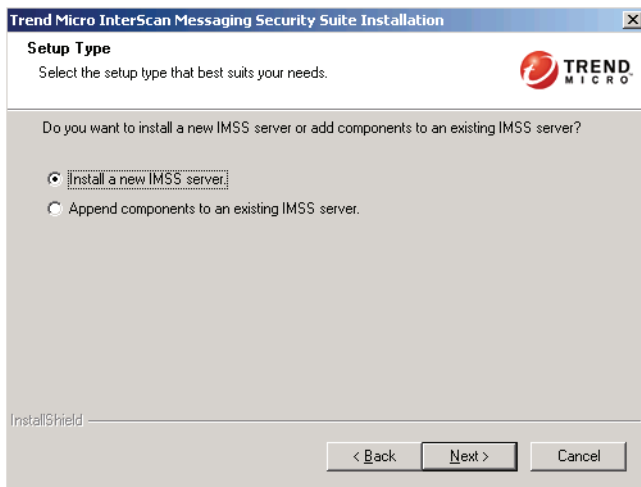 Trend Micro InterScan Messaging Security Suite Installation
Setup Type
Select the setup type that best suits your needs.
TREND
MICRO
Do you want to install a new IMSS server or add components to an existing IMSS server?
Install a new IMSS server.
Append components to an existing IMSS server.
InstallShield
< Back
Next >
Cancel